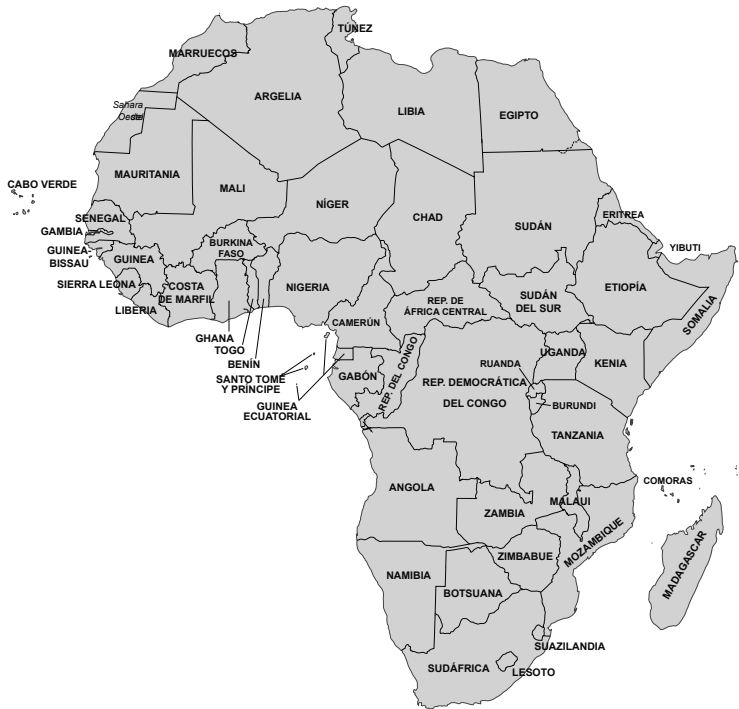 TÚNEZ
MARRUECOS
ARGELIA
LIBIA
EGIPTO
Sahara
Oeste
MAURITANIA
MALI
NÍGER
CHAD
SUDÁN
ERITREA
YIBUTI
CABO VERDE
SENEGAL
GAMBIA
GUINEA-
BISSAU
GUINEA
SIERRA LEONA
LIBERIA
COSTA
DE MARFIL
BURKINA
FASO
GHANA
TOGO
BENÍN
NIGERIA
CAMERÚN
REP. DE
ÁFRICA CENTRAL
SUDÁN
DEL SUR
ETIOPÍA
SOMALIA
SANTO TOME
Y PRÍNCIPE
GUINEA
ECUATORIAL
GABÓN
REP. DEL CONGO
REP. DEMOCRÁTICA
DEL CONGO
UGANDA
KENIA
RUANDA
BURUNDI
TANZANIA
COMORAS
ANGOLA
ZAMBIA
MALAUI
MOZAMBIQUE
ZIMBABUE
MADAGASCAR
NAMIBIA
BOTSUANA
SUAZILANDIA
SUDÁFRICA
LESOTO